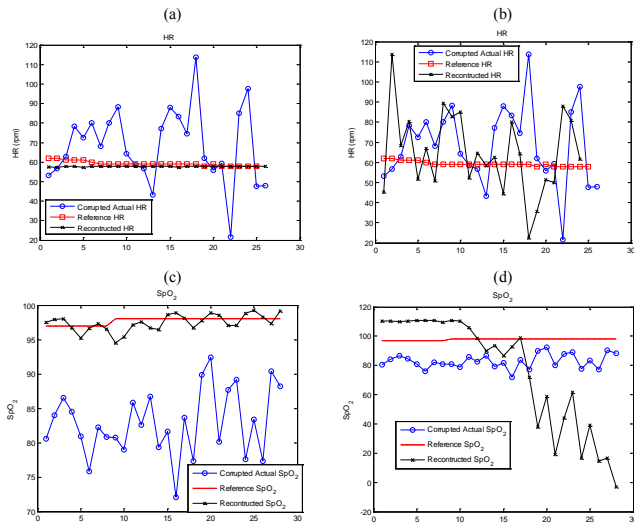 (a)
HR
120
110
100
90
80
70
60
50
40
30
20
HR (rpm)
Corrupted Actual HR
Reference HR
Recontructed HR
0 5 10 15 20 25 30
(b)
HR
120
110
100
90
80
70
60
50
40
30
20
HR (rpm)
Corrupted Actual HR
Reference HR
Recontructed HR
0 5 10 15 20 25 30
(c)
SpO2
100
95
90
85
80
75
70
SpO2
Corrupted Actual SpO2
Reference SpO2
Recontructed SpO2
0 5 10 15 20 25 30
(d)
SpO2
120
100
80
60
40
20
0
-20
SpO2
Corrupted Actual SpO2
Reference SpO2
Recontructed SpO2
0 5 10 15 20 25 30